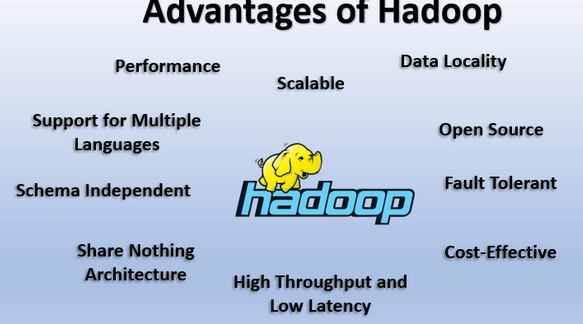 Advantages of Hadoop
Performance
Scalable
Data Locality
Support for Multiple
Languages
Open Source
Schema Independent
hadoop
Fault Tolerant
Share Nothing
Architecture
High Throughput and
Low Latency
Cost-Effective